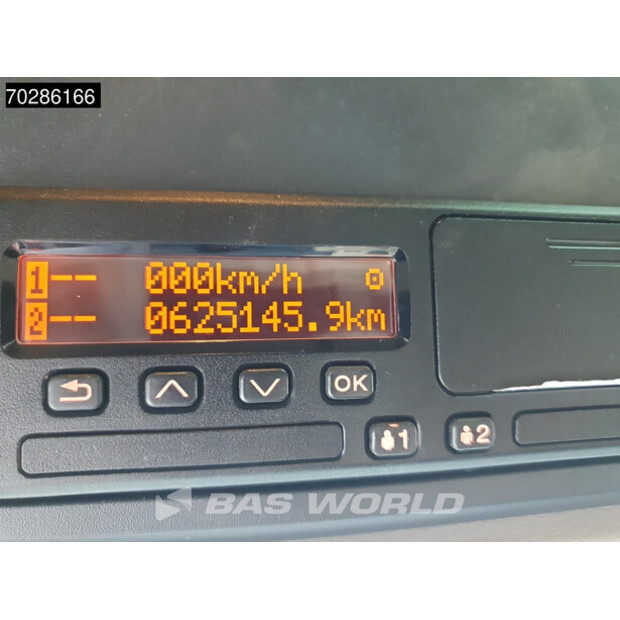 70286166
1-- 000km/h
2-- 0625145.9km
OK
1
2
BAS WORLD